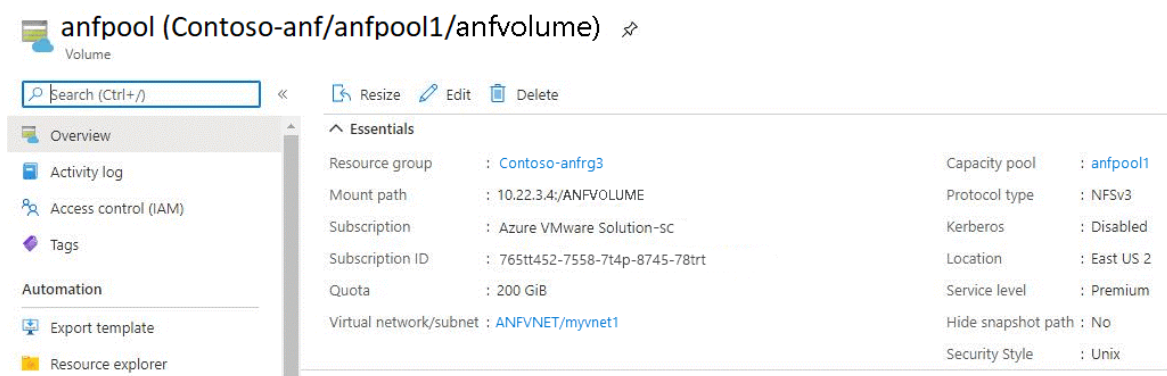 anfpool (Contoso-anf/anfpool1/anfvolume)
Volume
Search (Ctrl+/)
«
Resize Edit Delete
Overview
Activity log
Access control (IAM)
Tags
Automation
Export template
Resource explorer
Essentials
Resource group : Contoso-anfrg3
Mount path : 10.22.3.4:/ANFVOLUME
Subscription : Azure VMware Solution-sc
Subscription ID : 765tt452-7558-7t4p-8745-78trt
Quota : 200 GiB
Virtual network/subnet : ANFVNET/myvnet1
Capacity pool : anfpool1
Protocol type : NFSv3
Kerberos : Disabled
Location : East US 2
Service level : Premium
Hide snapshot path : No
Security Style : Unix